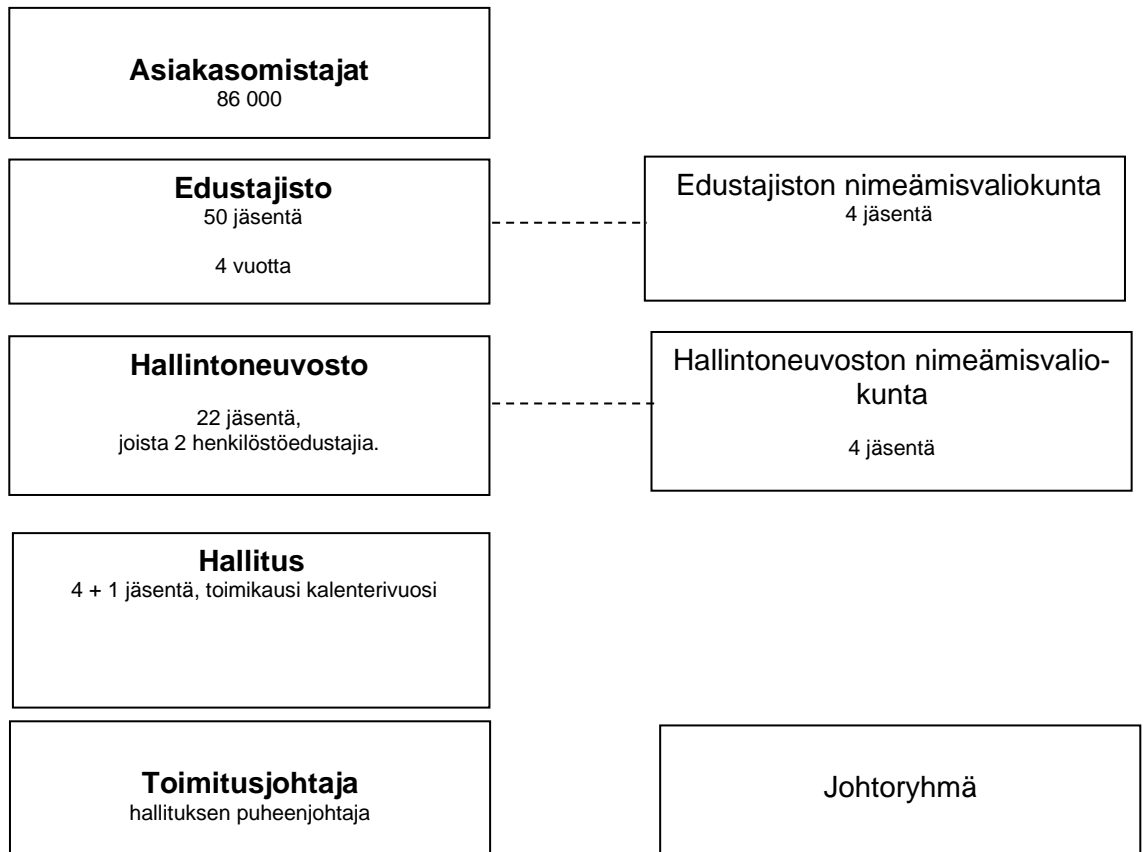 Asiakasomistajat
86 000
Edustajisto
50 jäsentä
4 vuotta
Edustajiston nimeämisvaliokunta
4 jäsentä
Hallintoneuvosto
22 jäsentä,
joista 2 henkilöstöedustajia.
Hallintoneuvoston nimeämisvalio-
kunta
4 jäsentä
Hallitus
4 + 1 jäsentä, toimikausi kalenterivuosi
Toimitusjohtaja
hallituksen puheenjohtaja
Johtoryhmä